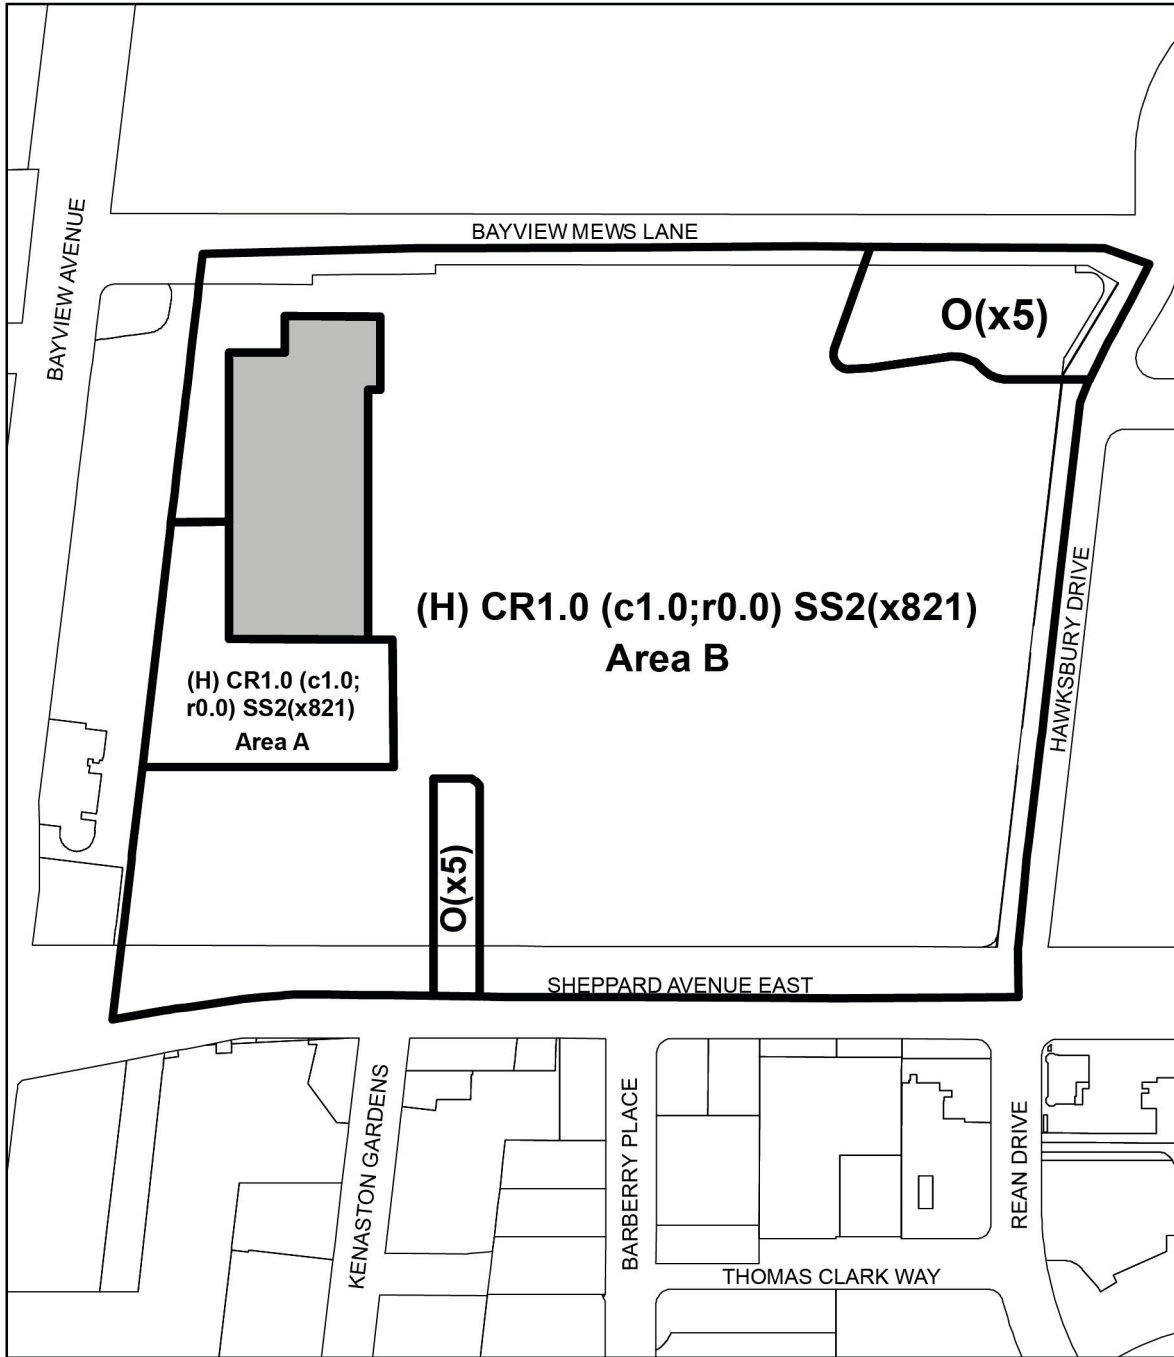 BAYVIEW MEWS LANE
BAYVIEW AVENUE
O(x5)
(H) CR1.0 (c1.0;r0.0) SS2(x821)
Area B
HAWKSBURY DRIVE
(H) CR1.0 (c1.0;
r0.0) SS2(x821)
Area A
O(x5)
SHEPPARD AVENUE EAST
KENASTON GARDENS
BARBERRY PLACE
REAN DRIVE
THOMAS CLARK WAY